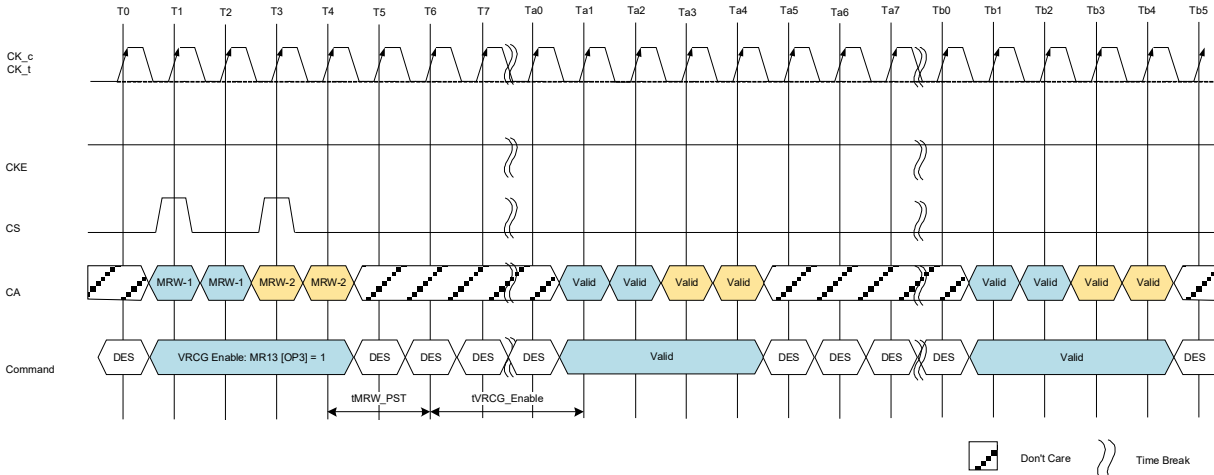 T0 T1 T2 T3 T4 T5 T6 T7 Ta0 Ta1 Ta2 Ta3 Ta4 Ta5 Ta6 Ta7 Tb0 Tb1 Tb2 Tb3 Tb4 Tb5
CK_c
CK_t
CKE
CS
CA MRW-1 MRW-1 MRW-2 MRW-2 Valid Valid Valid Valid Valid Valid Valid Valid
Command DES VRCG Enable: MR13 [OP3] = 1 DES DES DES DES Valid DES DES DES DES Valid DES
tMRW_PST tVRCG_Enable
Don't Care Time Break